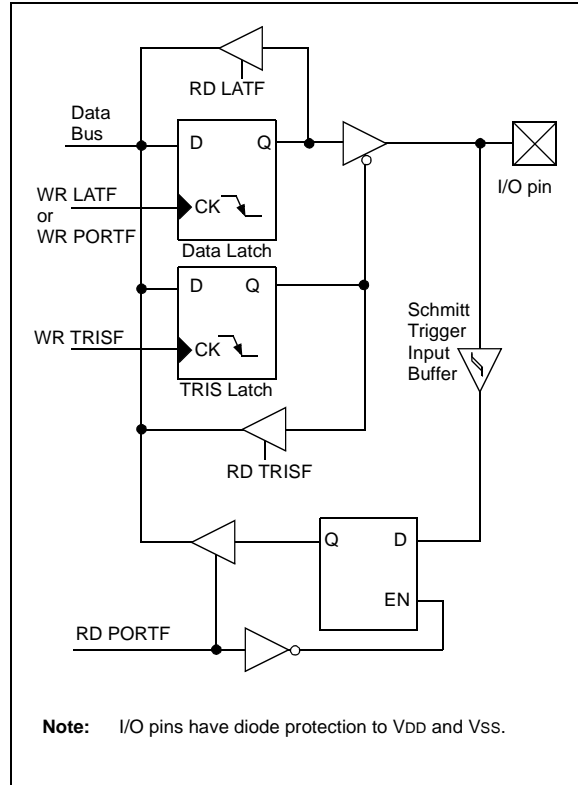 RD LATF
Data
Bus
D Q
WR LATF
or
WR PORTF
CK
Data Latch
I/O pin
D Q
WR TRISF
CK
TRIS Latch
Schmitt
Trigger
Input
Buffer
RD TRISF
Q D
EN
RD PORTF
Note: I/O pins have diode protection to VDD and VSS.